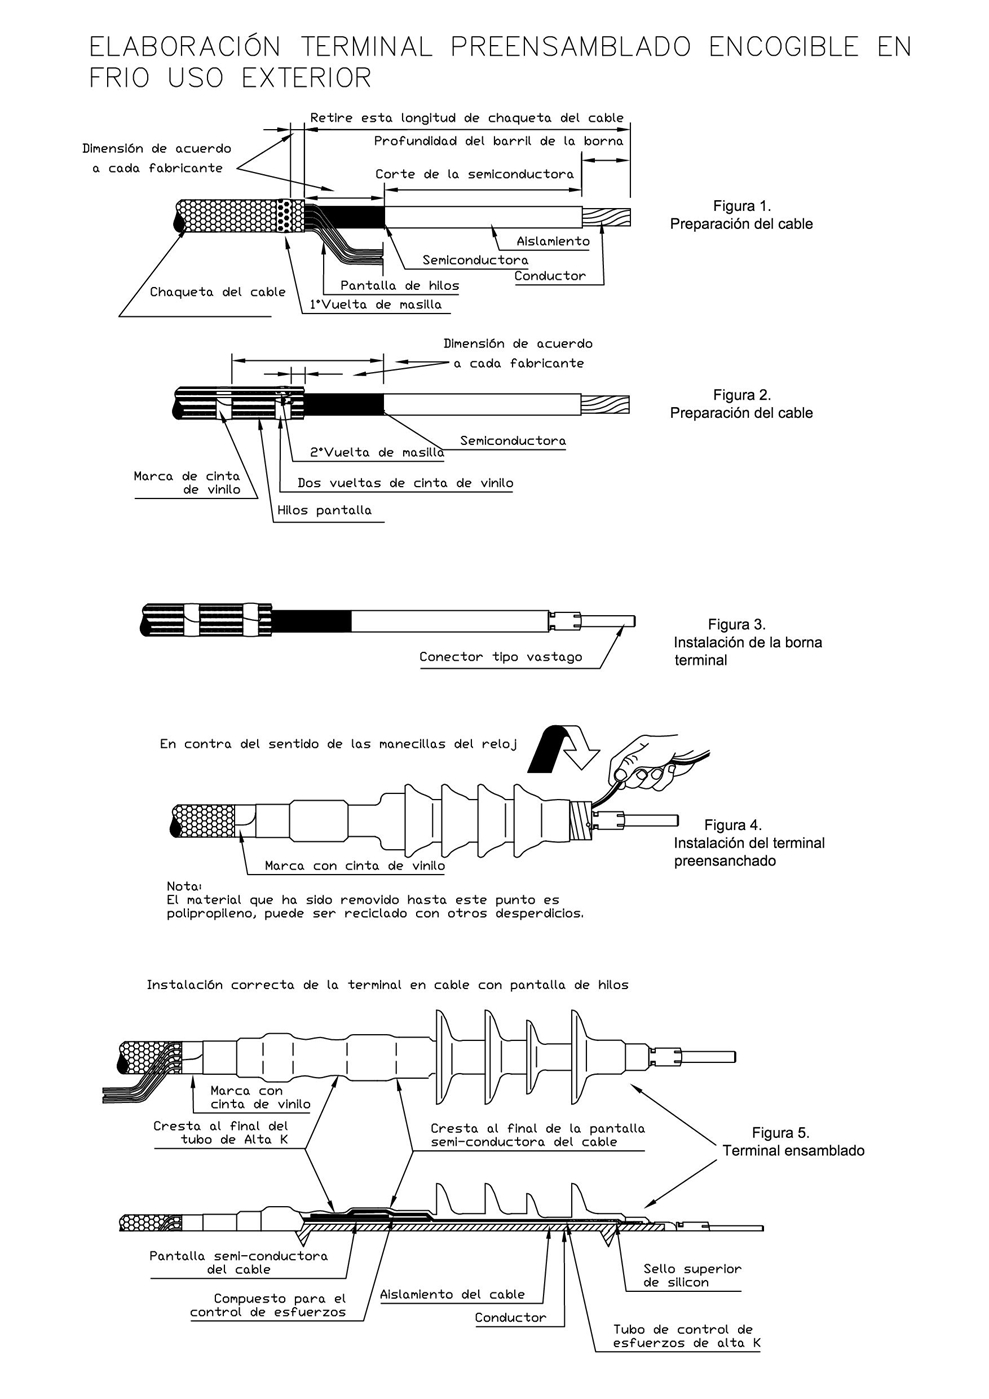 ELABORACIÓN TERMINAL PREENSAMBLADO ENCOGIBLE EN
FRIO USO EXTERIOR
Retire esta longitud de chaqueta del cable
Profundidad del barril de la borna
Dimensión de acuerdo
a cada fabricante
Corte de la semiconductora
Figura 1.
Preparación del cable
Aislamiento
Semiconductora
Conductor
Pantalla de hilos
Chaqueta del cable
1°Vuelta de masilla
Dimensión de acuerdo
a cada fabricante
Figura 2.
Preparación del cable
Semiconductora
2°Vuelta de masilla
Marca de cinta
de vinilo
Dos vueltas de cinta de vinilo
Hilos pantalla
Figura 3.
Instalación de la borna
terminal
Conector tipo vastago
En contra del sentido de las manecillas del reloj
Figura 4.
Instalación del terminal
preensanchado
Marca con cinta de vinilo
Nota:
El material que ha sido removido hasta este punto es
polipropileno, puede ser reciclado con otros desperdicios.
Instalación correcta de la terminal en cable con pantalla de hilos
Marca con
cinta de vinilo
Cresta al final del
tubo de Alta K
Cresta al final de la pantalla
semi-conductora del cable
Figura 5.
Terminal ensamblado
Pantalla semi-conductora
del cable
Sello superior
de silicon
Compuesto para el
control de esfuerzos
Aislamiento del cable
Conductor
Tubo de control de
esfuerzos de alta K